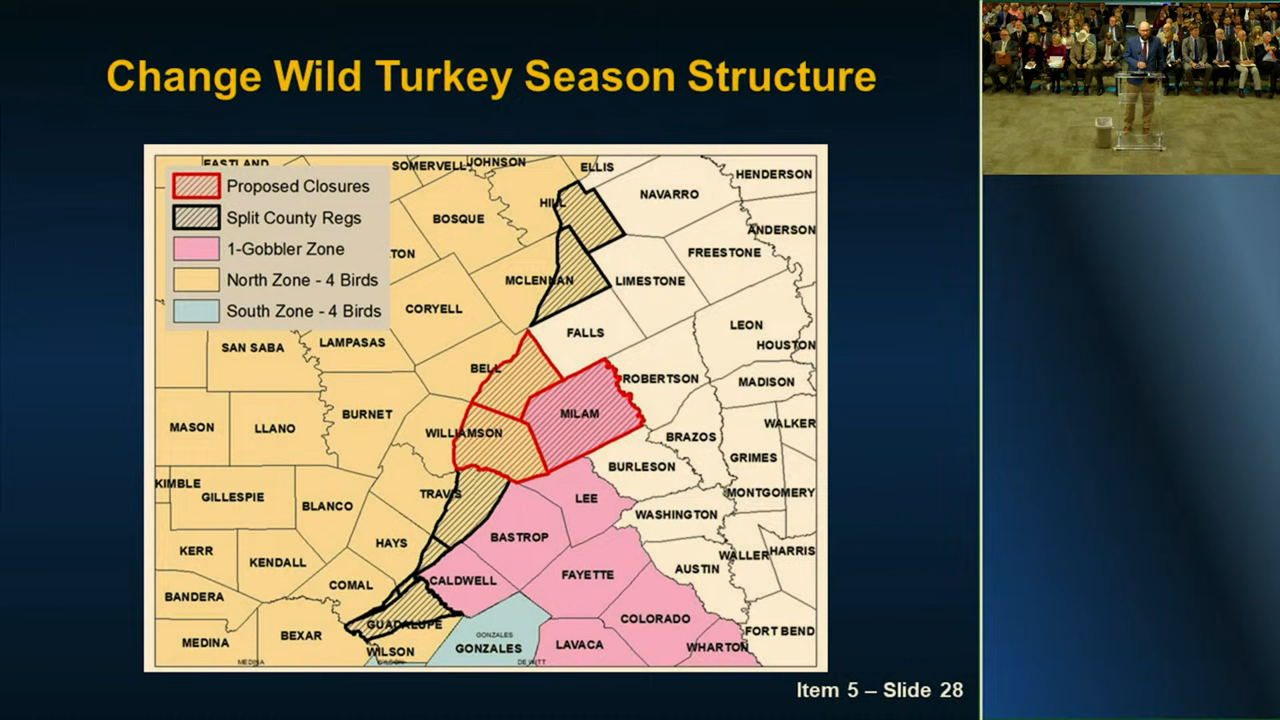 Change Wild Turkey Season Structure
EASTLAND
SOMERVELL
JOHNSON
ELLIS
HENDERSON
Proposed Closures
NAVARRO
HILL
Split County Regs
BOSQUE
ANDERSON
1-Gobbler Zone
TON
FREESTONE
North Zone - 4 Birds
MCLENNAN
LIMESTONE
South Zone - 4 Birds
CORYELL
LEON
FALLS
SAN SABA
LAMPASAS
HOUSTON
BELL
ROBERTSON
MADISON
BURNET
MILAM
MASON
LLANO
WALKER
WILLIAMSON
BRAZOS
GRIMES
BURLESON
KIMBLE
GILLESPIE
TRAVIS
LEE
MONTGOMERY
BLANCO
WASHINGTON
HAYS
BASTROP
KERR
KENDALL
WALLER
HARRIS
AUSTIN
COMAL
CALDWELL
FAYETTE
BANDERA
GUADALUPE
COLORADO
MEDINA
BEXAR
GONZALES
GONZALES
LAVACA
WHARTON
FORT BEND
WILSON
MEDINA
DE WITT
Item 5 – Slide 28